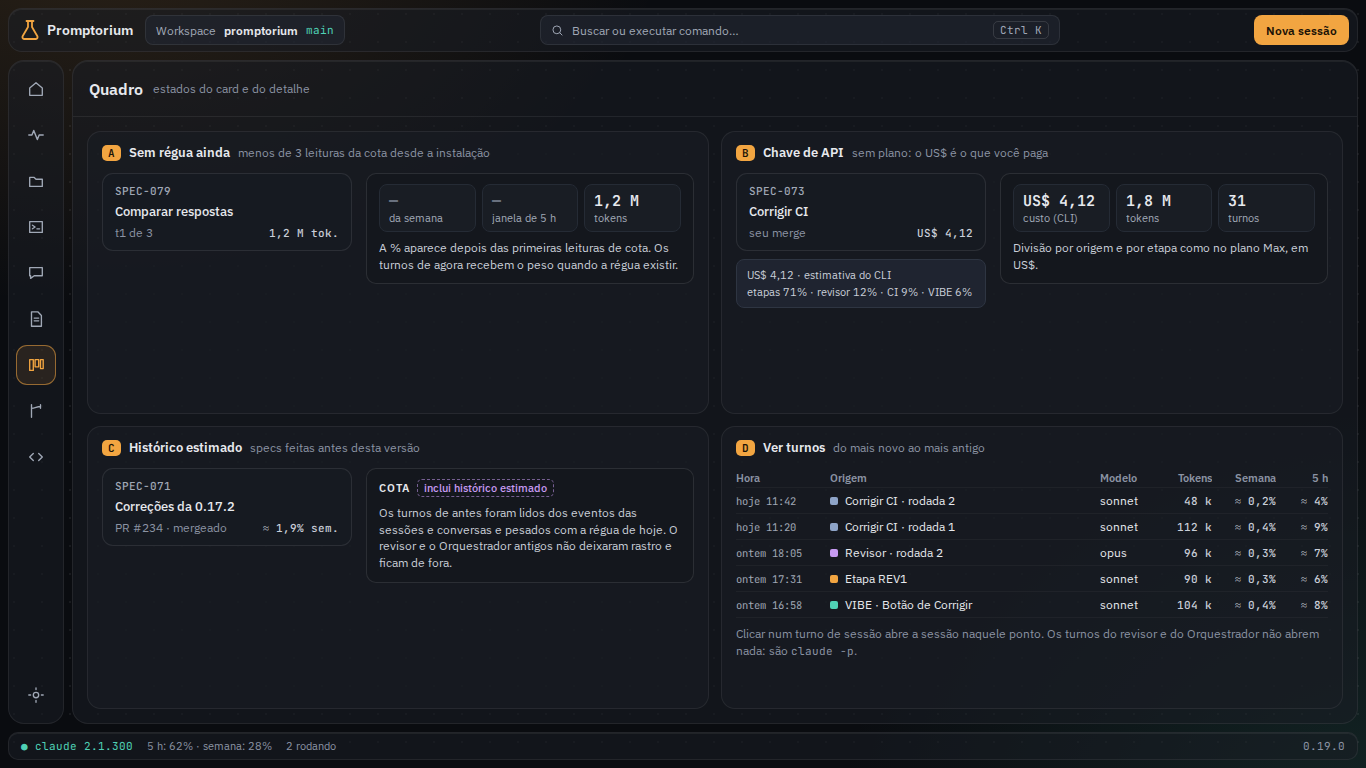 Promptorium
Workspace promptorium main
Buscar ou executar comando...
Ctrl K
Nova sessão
Quadro estados do card e do detalhe
A Sem régua ainda menos de 3 leituras da cota desde a instalação
SPEC-079
Comparar respostas
t1 de 3 1,2 M tok.
— da semana
— janela de 5 h
1,2 M tokens
A % aparece depois das primeiras leituras de cota. Os
turnos de agora recebem o peso quando a régua existir.
B Chave de API sem plano: o US$ é o que você paga
SPEC-073
Corrigir CI
seu merge US$ 4,12
US$ 4,12 · estimativa do CLI
etapas 71% · revisor 12% · CI 9% · VIBE 6%
US$ 4,12 custo (CLI)
1,8 M tokens
31 turnos
Divisão por origem e por etapa como no plano Max, em
US$.
C Histórico estimado specs feitas antes desta versão
SPEC-071
Correções da 0.17.2
PR #234 · mergeado ≈ 1,9% sem.
COTA inclui histórico estimado
Os turnos de antes foram lidos dos eventos das
sessões e conversas e pesados com a régua de hoje. O
revisor e o Orquestrador antigos não deixaram rastro e
ficam de fora.
D Ver turnos do mais novo ao mais antigo
Hora Origem Modelo Tokens Semana 5 h
hoje 11:42 Corrigir CI · rodada 2 sonnet 48 k ≈ 0,2% ≈ 4%
hoje 11:20 Corrigir CI · rodada 1 sonnet 112 k ≈ 0,4% ≈ 9%
ontem 18:05 Revisor · rodada 2 opus 96 k ≈ 0,3% ≈ 7%
ontem 17:31 Etapa REV1 sonnet 90 k ≈ 0,3% ≈ 6%
ontem 16:58 VIBE · Botão de Corrigir sonnet 104 k ≈ 0,4% ≈ 8%
Clicar num turno de sessão abre a sessão naquele ponto. Os turnos do revisor e do Orquestrador não abrem
nada: são claude -p.
claude 2.1.300 5 h: 62% · semana: 28% 2 rodando
0.19.0